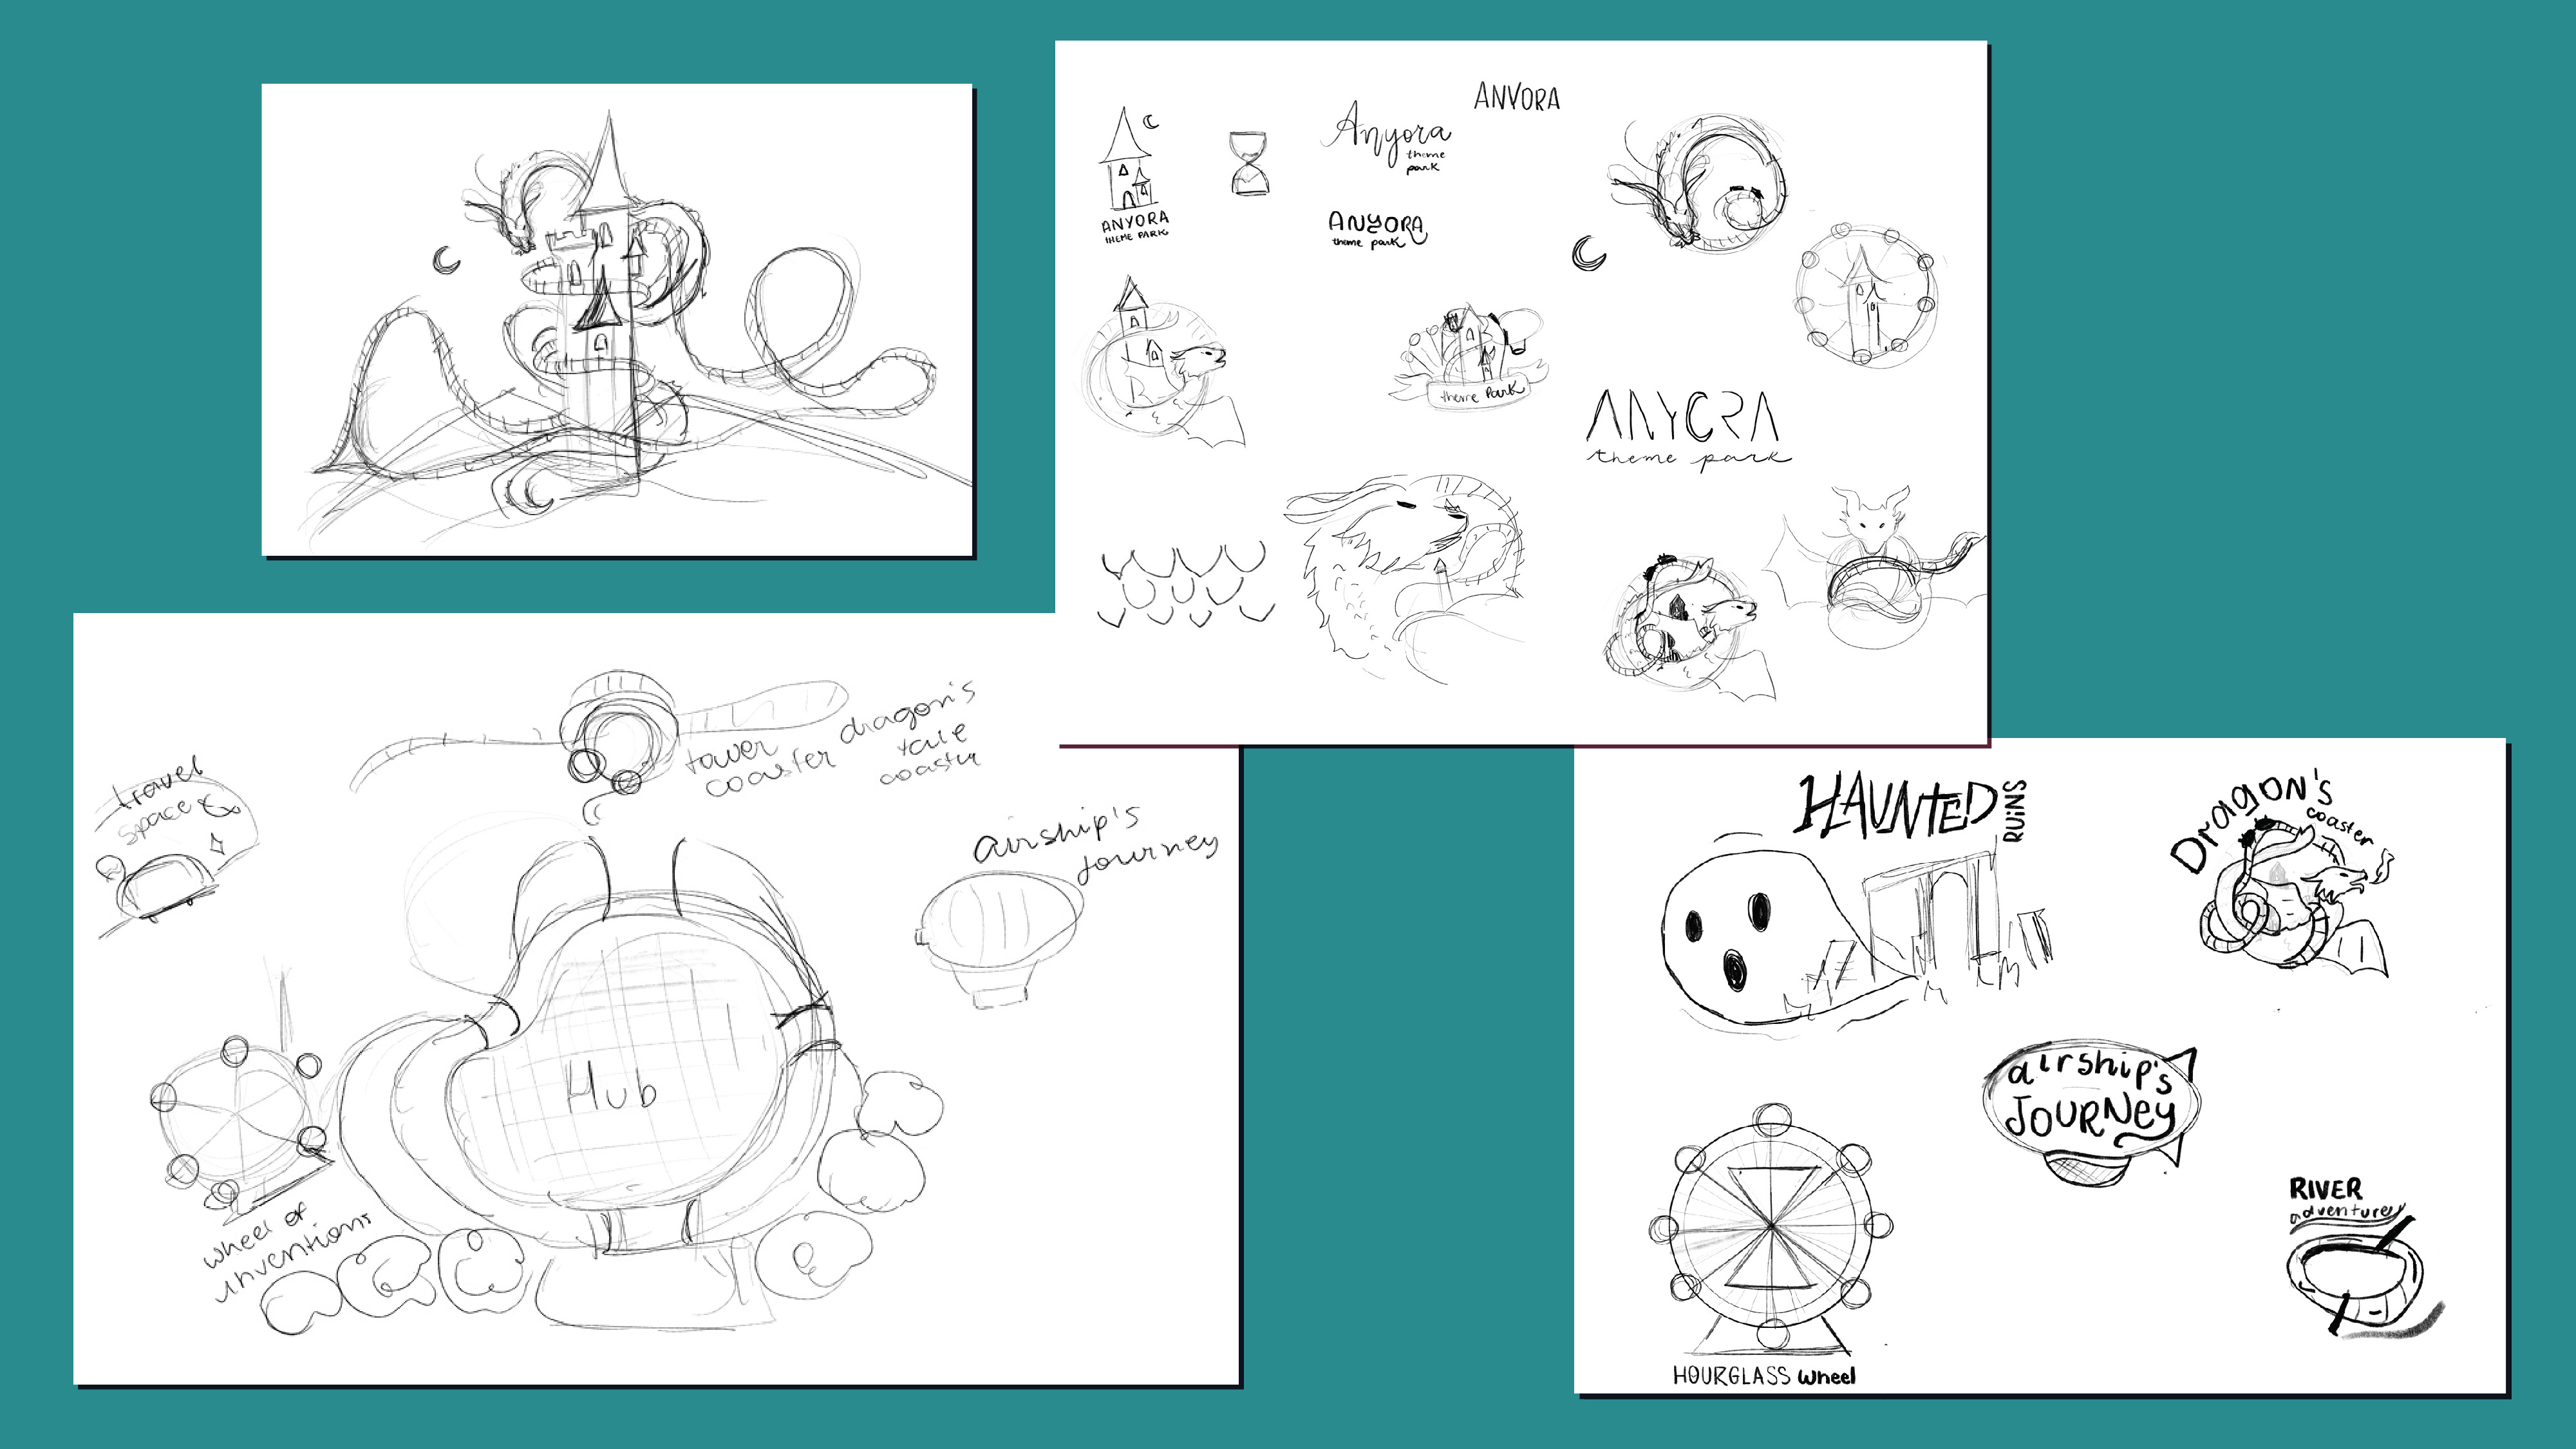 ANYORA
Anyora
theme
park
ANYORA
THEME PARK
ANYORA
theme park
theme Park
ANYORA
theme park
travel
space &
tower
coaster
dragon's
tale
coaster
airship's
journey
Hub
wheel of
inventions
HAUNTED
RUINS
DRagON'S
coaster
airship's
JOURNey
RIVER
adventure
HOURGLASS wheel